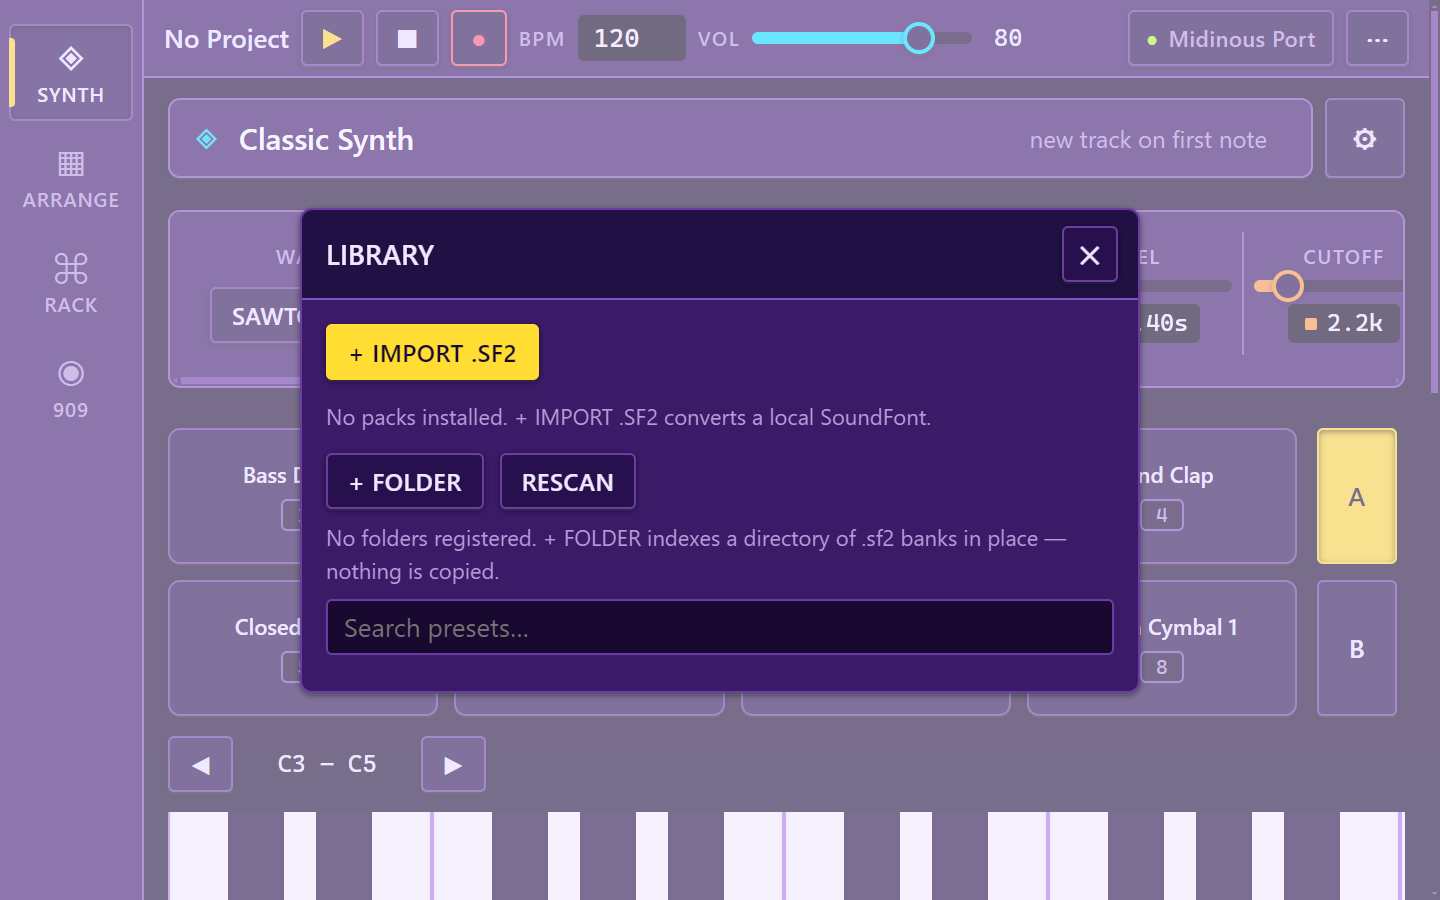 SYNTH
ARRANGE
RACK
909
No Project
BPM 120 VOL 80
Midinous Port
...
Classic Synth
new track on first note
CUTOFF
2.2k
LIBRARY
+ IMPORT .SF2
No packs installed. + IMPORT .SF2 converts a local SoundFont.
+ FOLDER RESCAN
No folders registered. + FOLDER indexes a directory of .sf2 banks in place —
nothing is copied.
Search presets...
Bass
Clap
4
A
Closed
Cymbal 1
8
B
C3 – C5